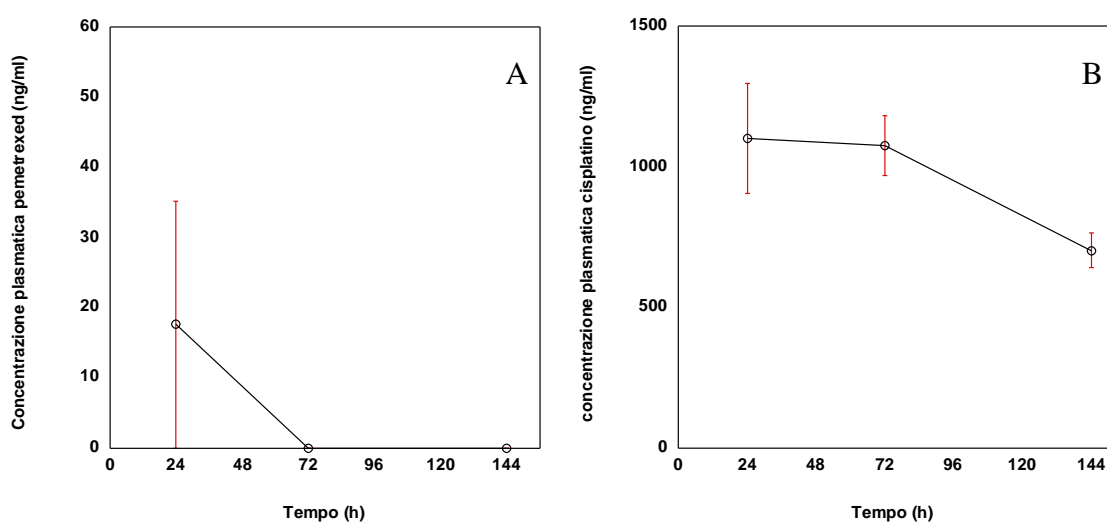 Concentrazione plasmatica pemetrexed (ng/ml)
60
50
40
30
20
10
0
A
0 24 48 72 96 120 144
Tempo (h)
concentrazione plasmatica cisplatino (ng/ml)
1500
1000
500
0
B
0 24 48 72 96 120 144
Tempo (h)